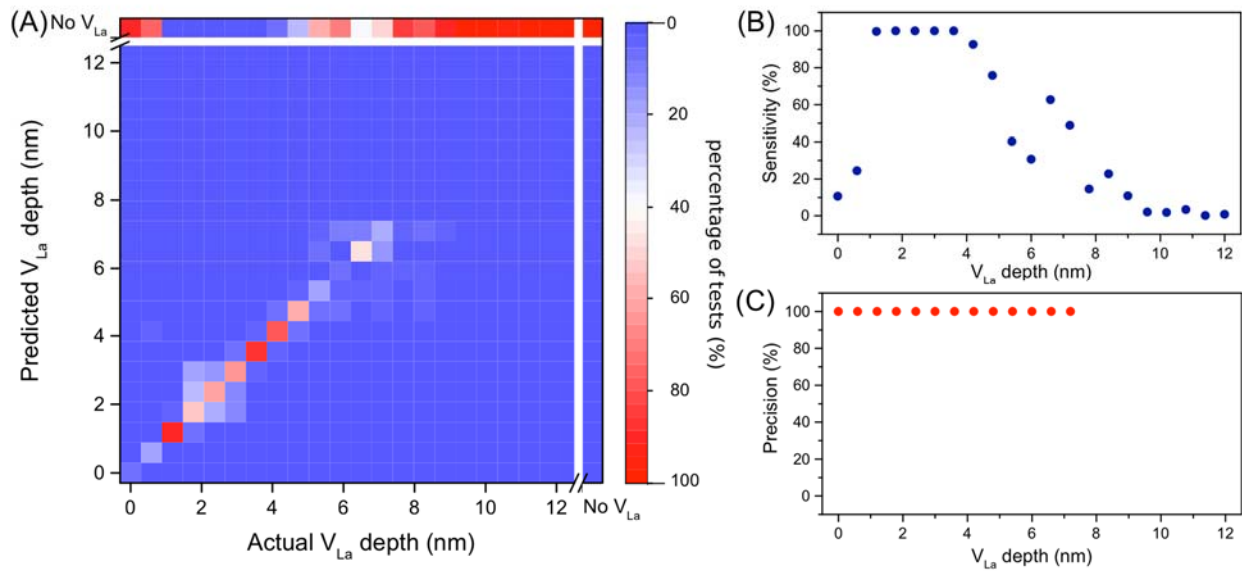 (A)
No V_La
12
10
8
6
4
2
0
Predicted V_La depth (nm)
0 2 4 6 8 10 12
No V_La
Actual V_La depth (nm)
0
20
40
60
80
100
percentage of tests (%)
(B)
100
80
60
40
20
0
Sensitivity (%)
0 2 4 6 8 10 12
V_La depth (nm)
(C)
100
80
60
40
20
0
Precision (%)
0 2 4 6 8 10 12
V_La depth (nm)